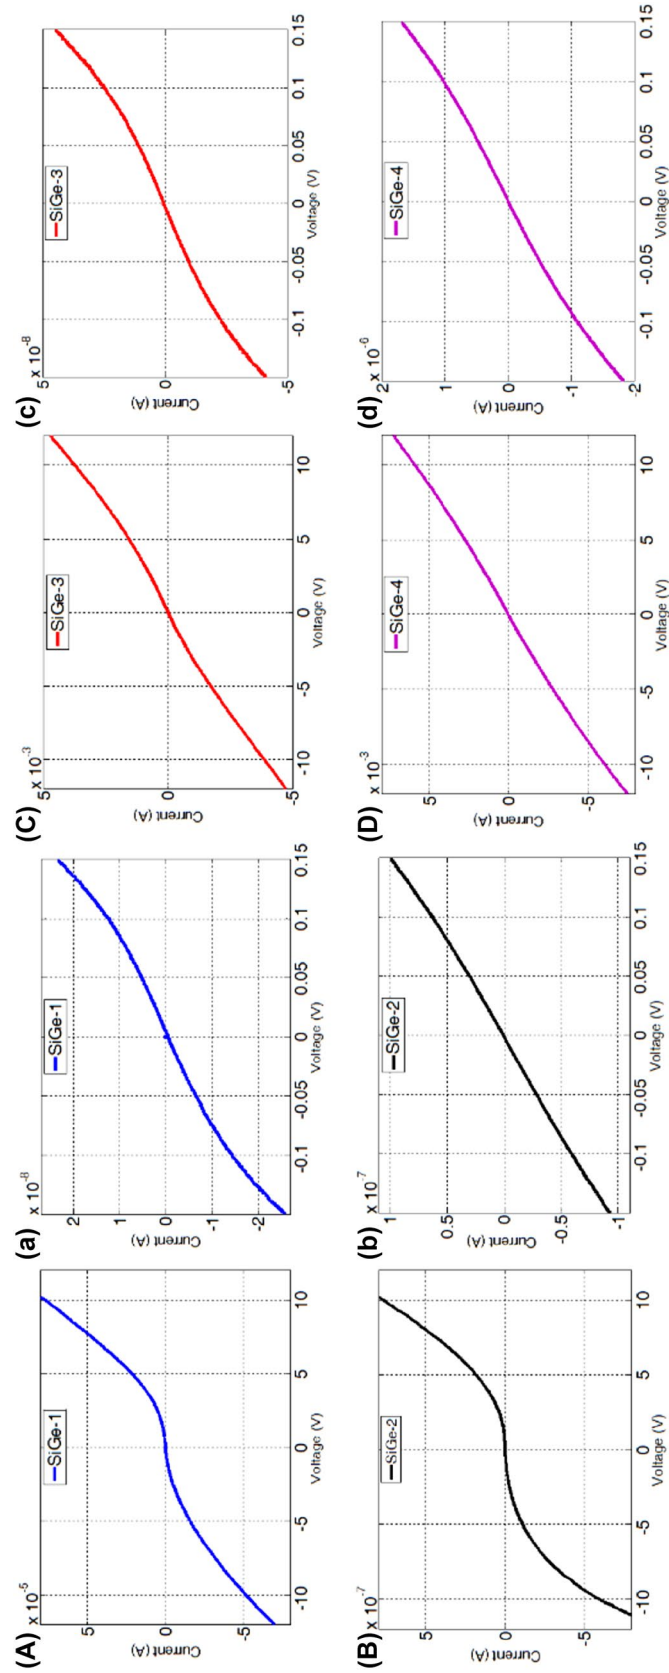 (A)
x 10^-5
SiGe-1
Current (A)
5
0
-5
-10 -5 0 5 10
Voltage (V)
(a)
x 10^-8
SiGe-1
Current (A)
2
1
0
-1
-2
-0.1 -0.05 0 0.05 0.1 0.15
Voltage (V)
(C)
x 10^-3
SiGe-3
Current (A)
5
0
-5
-10 -5 0 5 10
Voltage (V)
(c)
x 10^-8
SiGe-3
Current (A)
5
0
-5
-0.1 -0.05 0 0.05 0.1 0.15
Voltage (V)
(B)
x 10^-7
SiGe-2
Current (A)
5
0
-5
-10 -5 0 5 10
Voltage (V)
(b)
x 10^-7
SiGe-2
Current (A)
1
0.5
0
-0.5
-1
-0.1 -0.05 0 0.05 0.1 0.15
Voltage (V)
(D)
x 10^-3
SiGe-4
Current (A)
5
0
-5
-10 -5 0 5 10
Voltage (V)
(d)
x 10^-6
SiGe-4
Current (A)
2
1
0
-1
-2
-0.1 -0.05 0 0.05 0.1 0.15
Voltage (V)